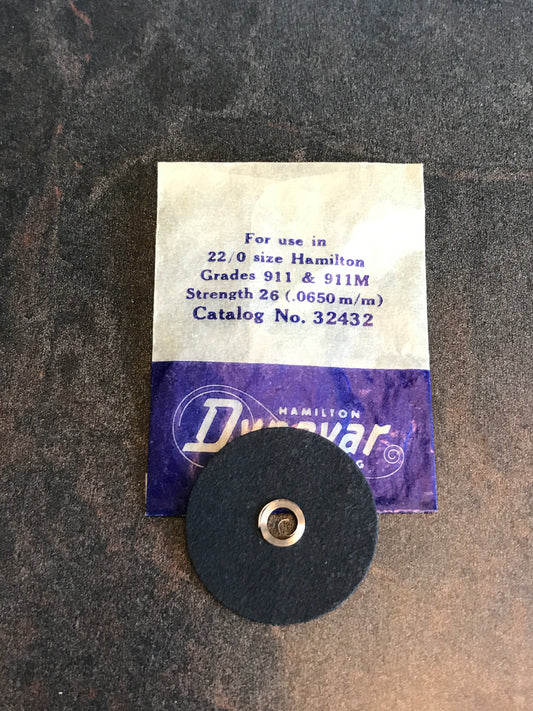 For use in
22/0 size Hamilton
Grades 911 & 911M
Strength 26 (.0650 m/m)
Catalog No. 32432
HAMILTON